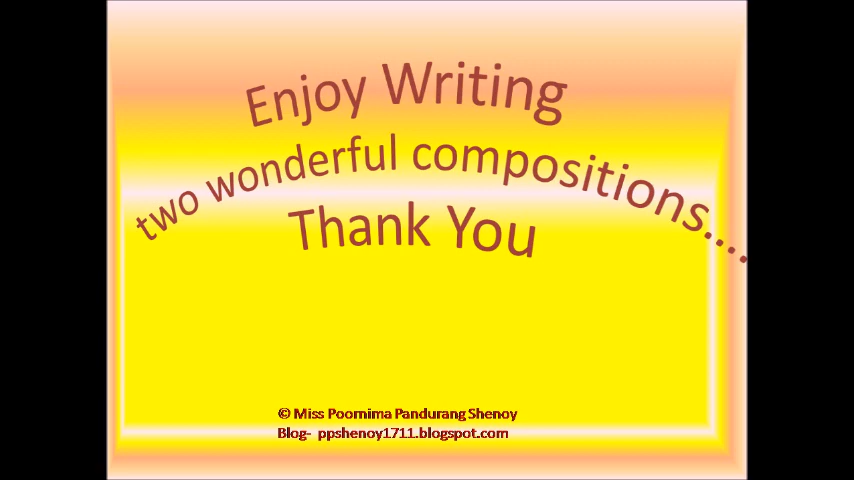 Enjoy Writing
two wonderful compositions....
Thank You
© Miss Poornima Pandurang Shenoy
Blog- ppshenoy1711.blogspot.com